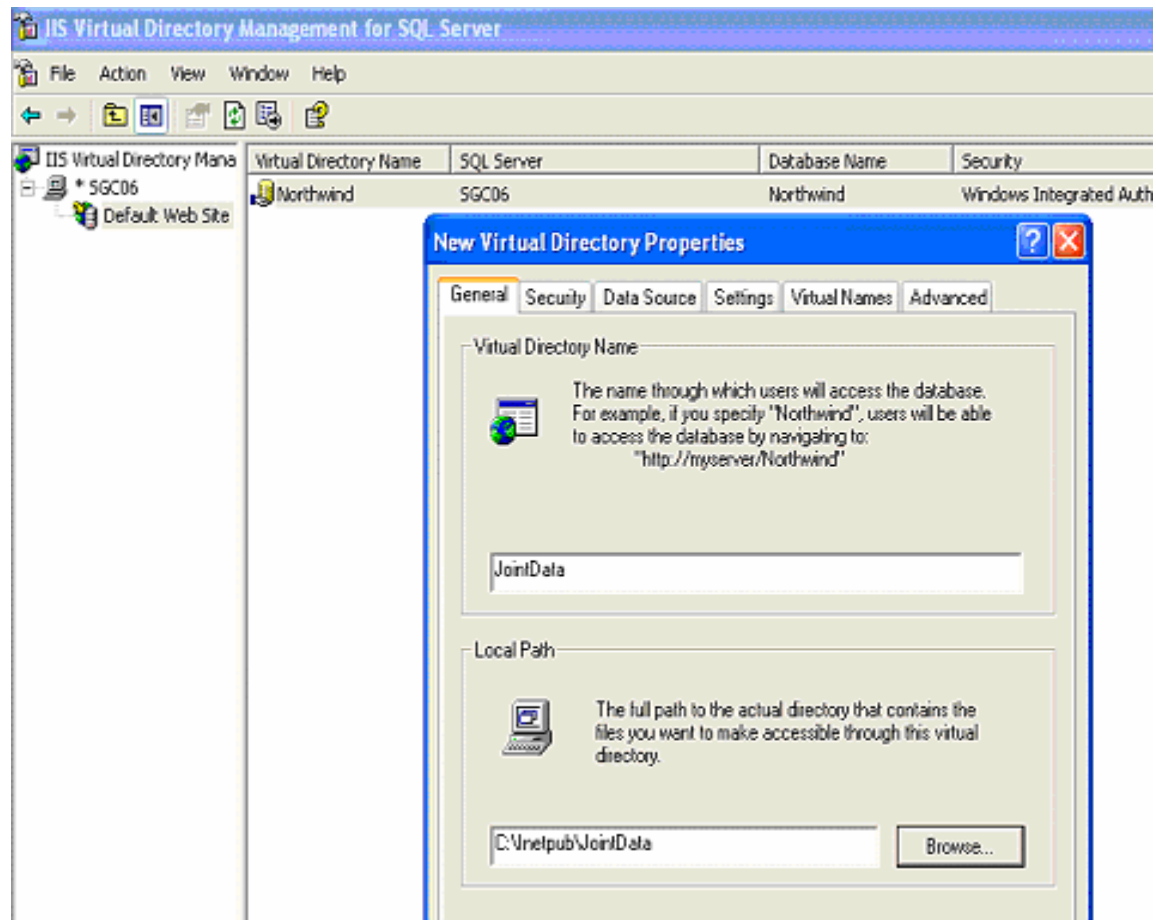 IIS Virtual Directory Management for SQL Server
File Action View Window Help
IIS Virtual Directory Mana
Virtual Directory Name SQL Server Database Name Security
* SGC06
Northwind SGC06 Northwind Windows Integrated Auth
Default Web Site
New Virtual Directory Properties
General Security Data Source Settings Virtual Names Advanced
Virtual Directory Name
The name through which users will access the database.
For example, if you specify "Northwind", users will be able
to access the database by navigating to:
"http://myserver/Northwind"
JointData
Local Path
The full path to the actual directory that contains the
files you want to make accessible through this virtual
directory.
C:\Inetpub\JointData
Browse...